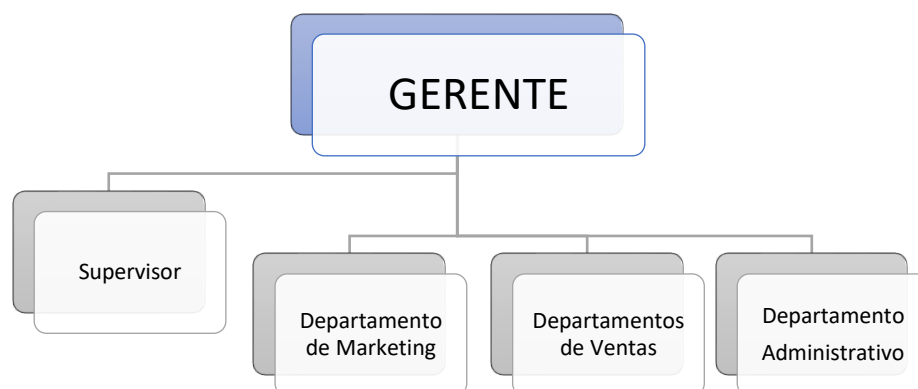 GERENTE
Supervisor
Departamento
de Marketing
Departamentos
de Ventas
Departamento
Administrativo